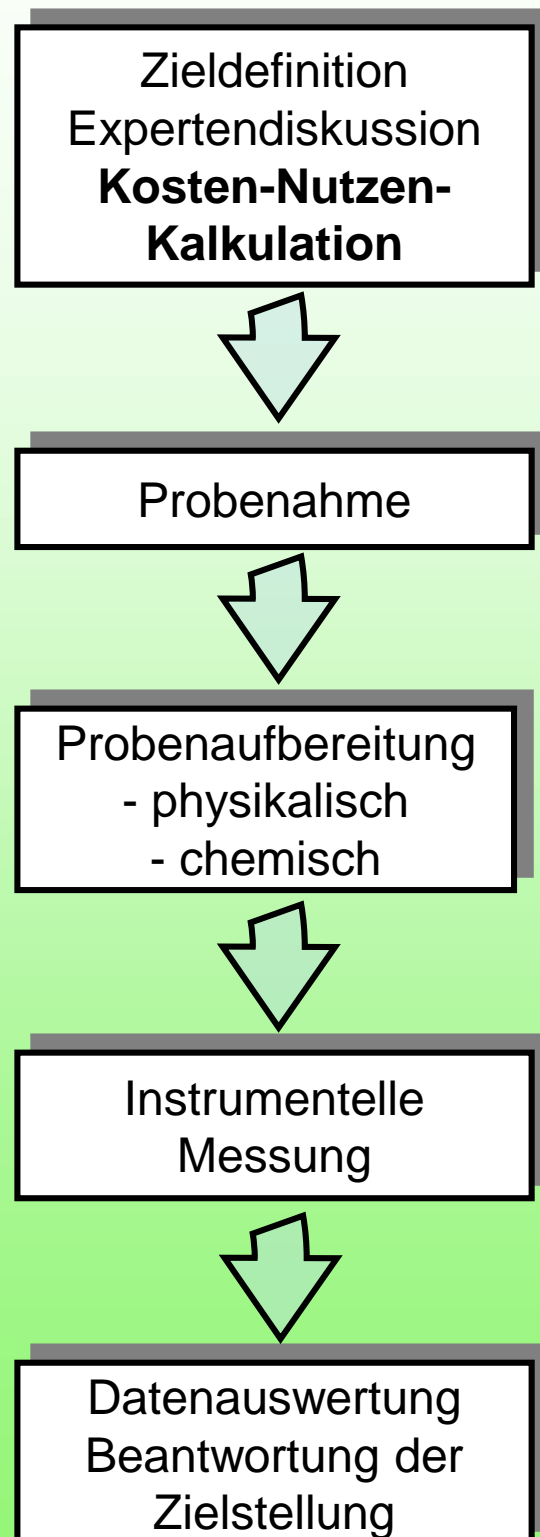 Zieldefinition
Expertendiskussion
Kosten-Nutzen-
Kalkulation
Probenahme
Probenaufbereitung
- physikalisch
- chemisch
Instrumentelle
Messung
Datenauswertung
Beantwortung der
Zielstellung